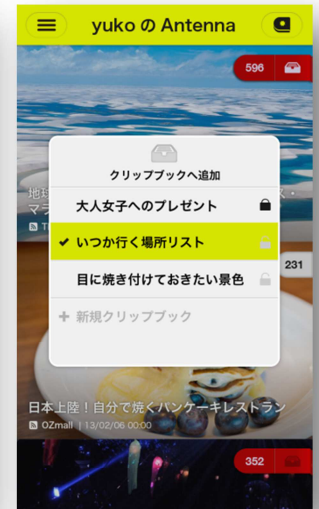 yuko の Antenna
596
クリップブックへ追加
大人女子へのプレゼント
いつか行く場所リスト
目に焼き付けておきたい景色
+ 新規クリップブック
231
日本上陸！自分で焼くパンケーキレストラン
OZmall | 13/02/06 00:00
352